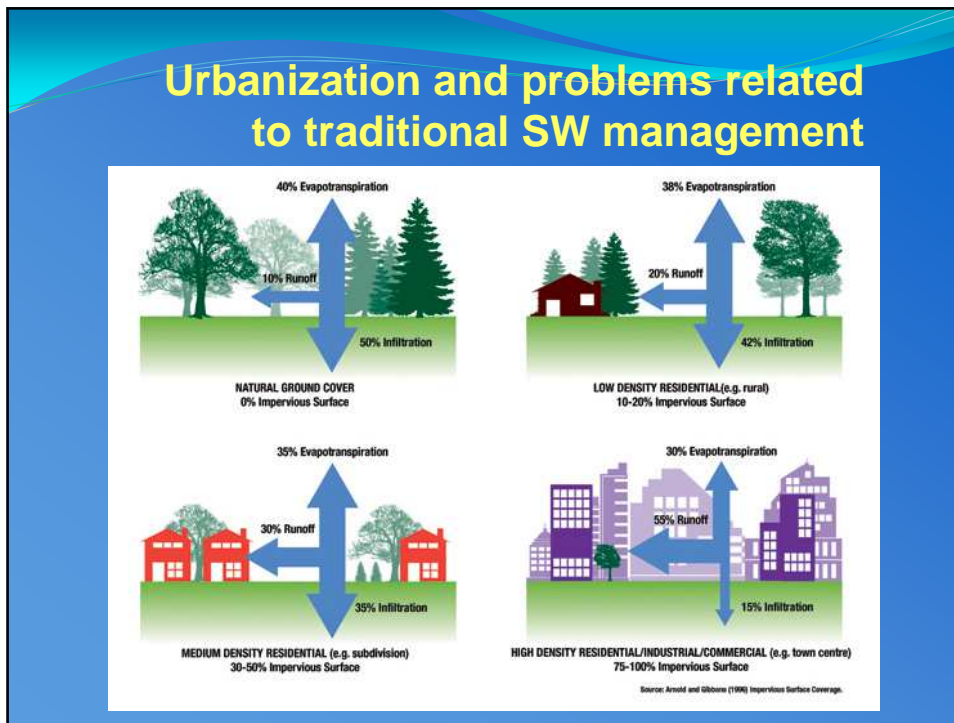 Urbanization and problems related
to traditional SW management
40% Evapotranspiration
10% Runoff
50% Infiltration
NATURAL GROUND COVER
0% Impervious Surface
38% Evapotranspiration
20% Runoff
42% Infiltration
LOW DENSITY RESIDENTIAL(e.g. rural)
10-20% Impervious Surface
35% Evapotranspiration
30% Runoff
35% Infiltration
MEDIUM DENSITY RESIDENTIAL (e.g. subdivision)
30-50% Impervious Surface
30% Evapotranspiration
55% Runoff
15% Infiltration
HIGH DENSITY RESIDENTIAL/INDUSTRIAL/COMMERCIAL (e.g. town centre)
75-100% Impervious Surface
Source: Arnold and Gibbons (1996) Impervious Surface Coverage.